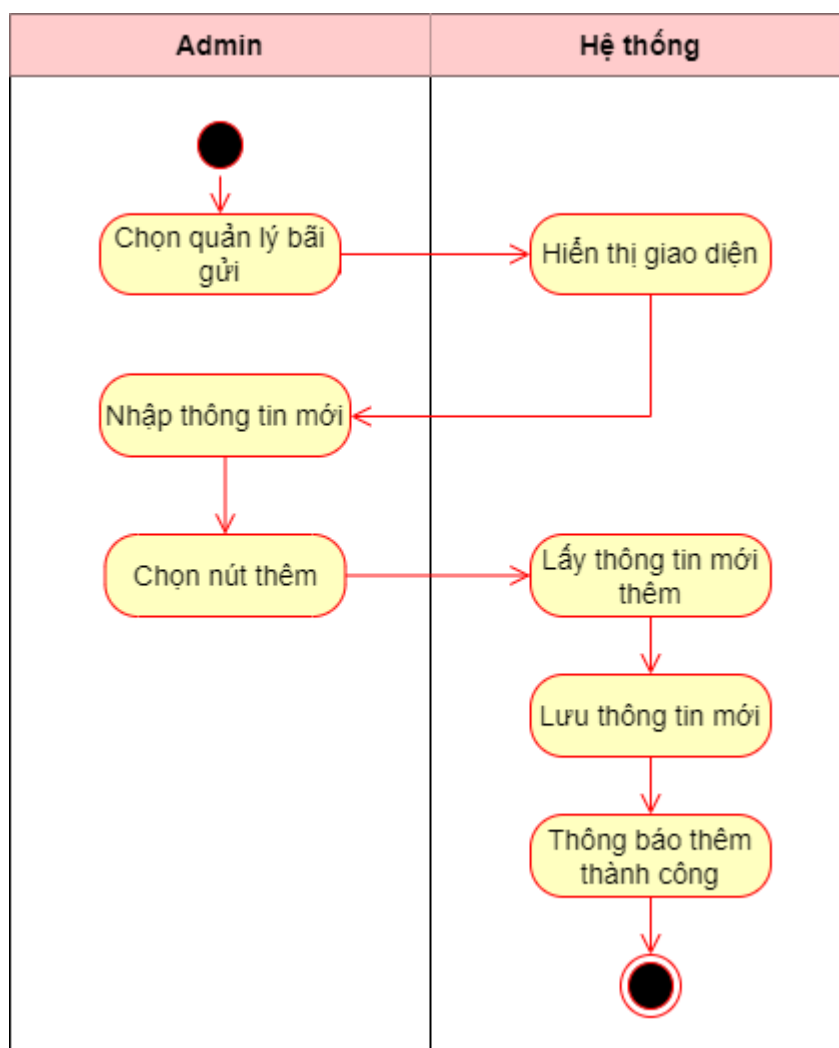 Admin
Hệ thống
Chọn quản lý bãi
gửi
Hiển thị giao diện
Nhập thông tin mới
Chọn nút thêm
Lấy thông tin mới
thêm
Lưu thông tin mới
Thông báo thêm
thành công